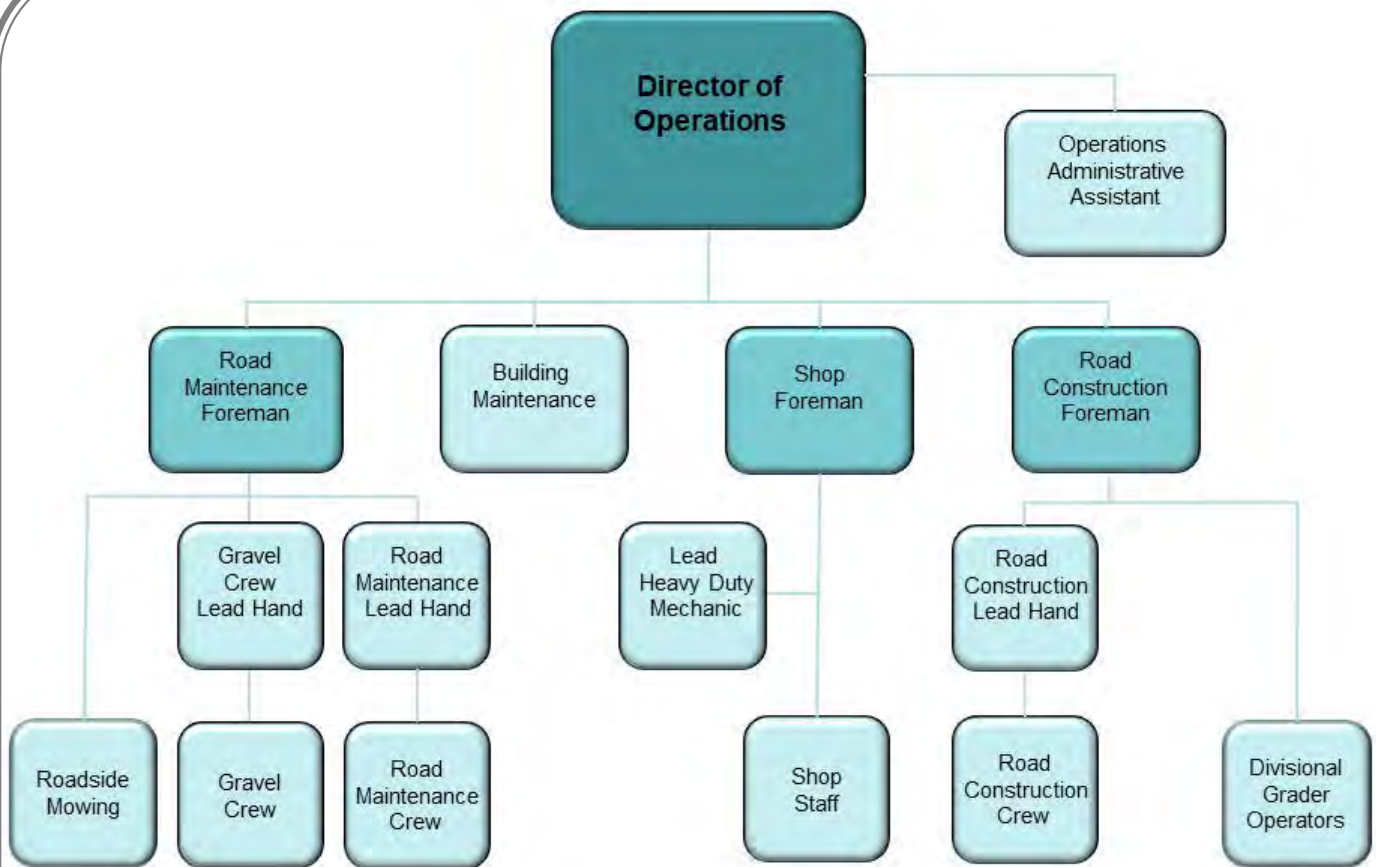 Director of
Operations
Operations
Administrative
Assistant
Road
Maintenance
Foreman
Building
Maintenance
Shop
Foreman
Road
Construction
Foreman
Gravel
Crew
Lead Hand
Road
Maintenance
Lead Hand
Lead
Heavy Duty
Mechanic
Road
Construction
Lead Hand
Roadside
Mowing
Gravel
Crew
Road
Maintenance
Crew
Shop
Staff
Road
Construction
Crew
Divisional
Grader
Operators